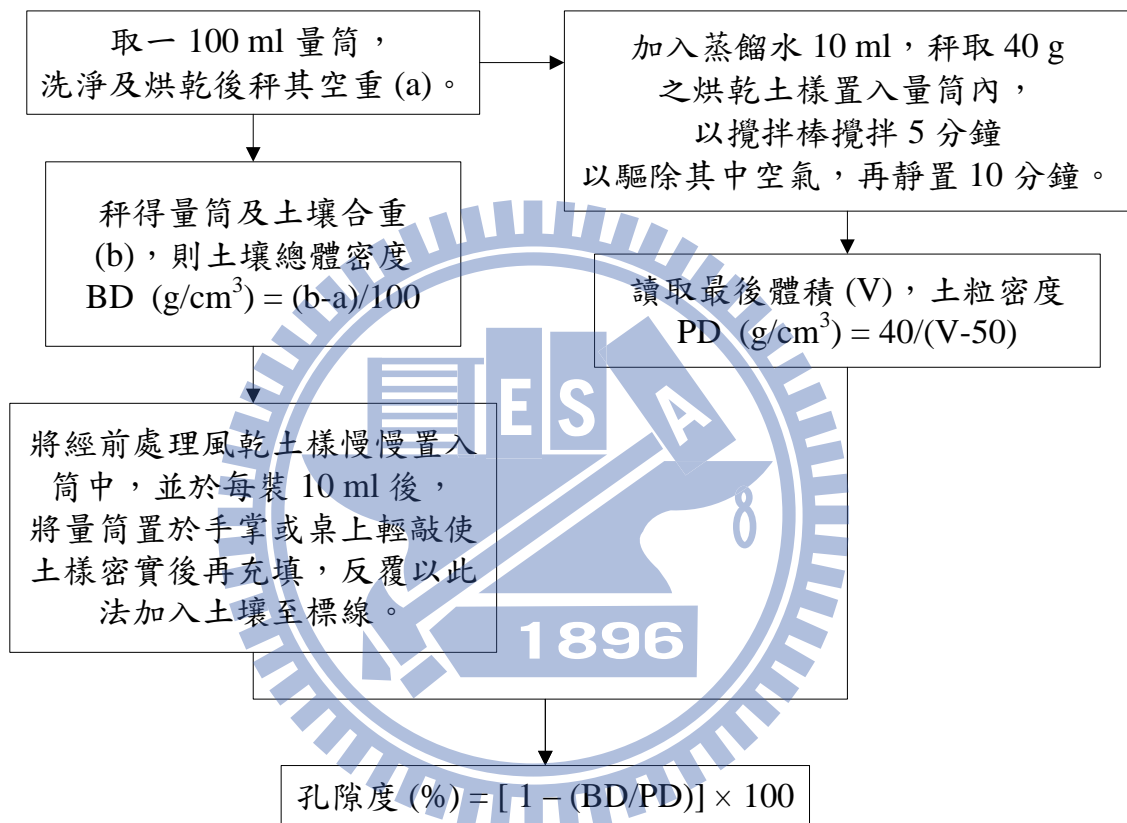 取一 100 ml 量筒，
洗淨及烘乾後秤其空重 (a)。
加入蒸餾水 10 ml，秤取 40 g
之烘乾土樣置入量筒內，
以攪拌棒攪拌 5 分鐘
以驅除其中空氣，再靜置 10 分鐘。
秤得量筒及土壤合重
(b)，則土壤總體密度
BD (g/cm³) = (b-a)/100
讀取最後體積 (V)，土粒密度
PD (g/cm³) = 40/(V-50)
將經前處理風乾土樣慢慢置入
筒中，並於每裝 10 ml 後，
將量筒置於手掌或桌上輕敲使
土樣密實後再充填，反覆以此
法加入土壤至標線。
孔隙度 (%) = [ 1 – (BD/PD)] × 100
E S A
1896